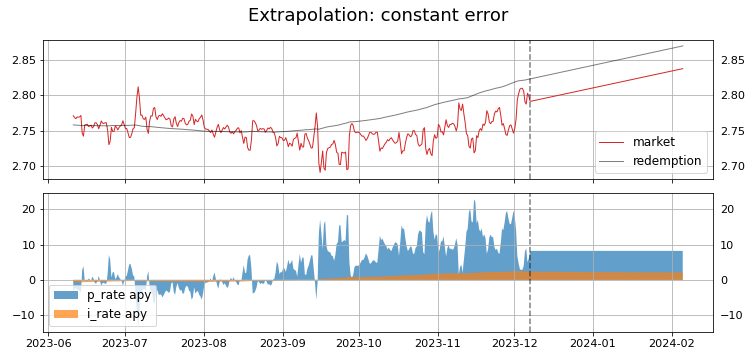 Extrapolation: constant error
2.85 2.85
2.80 2.80
2.75 2.75
2.70 2.70
market
redemption
20 20
10 10
0 0
−10 −10
p_rate apy
i_rate apy
2023-06 2023-07 2023-08 2023-09 2023-10 2023-11 2023-12 2024-01 2024-02